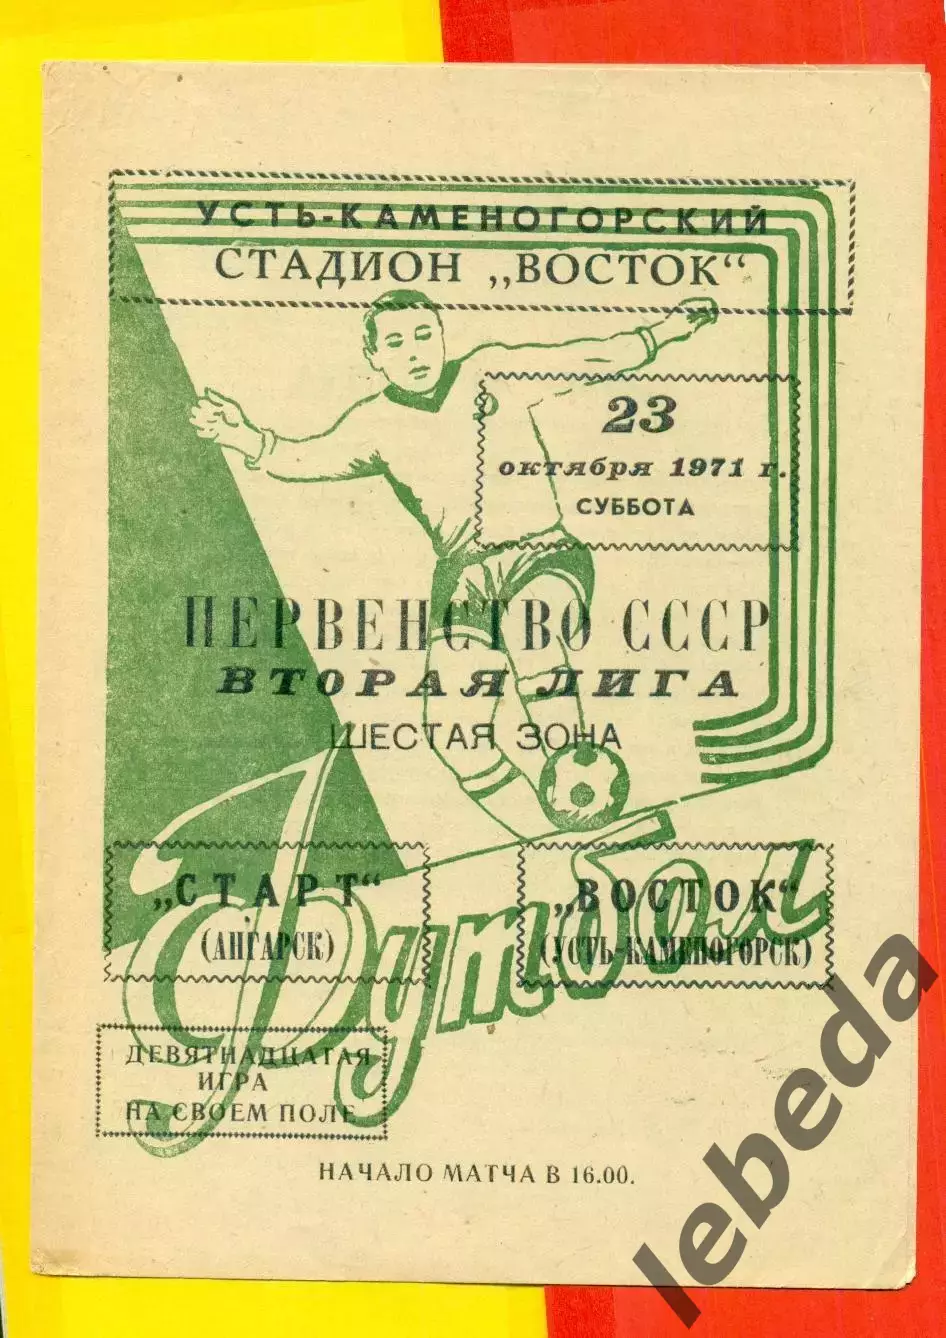 УСТЬ-КАМЕНОГОРСКИЙ
СТАДИОН „ВОСТОК“
23
октября 1971 г.
СУББОТА
ПЕРВЕНСТВО СССР
ВТОРАЯ ЛИГА
ШЕСТАЯ ЗОНА
„СТАРТ“
(АНГАРСК)
„ВОСТОК“
(УСТЬ-КАМЕНОГОРСК)
Футбол
ДЕВЯТНАДЦАТАЯ
ИГРА
НА СВОЕМ ПОЛЕ
НАЧАЛО МАТЧА В 16.00.
lebeda